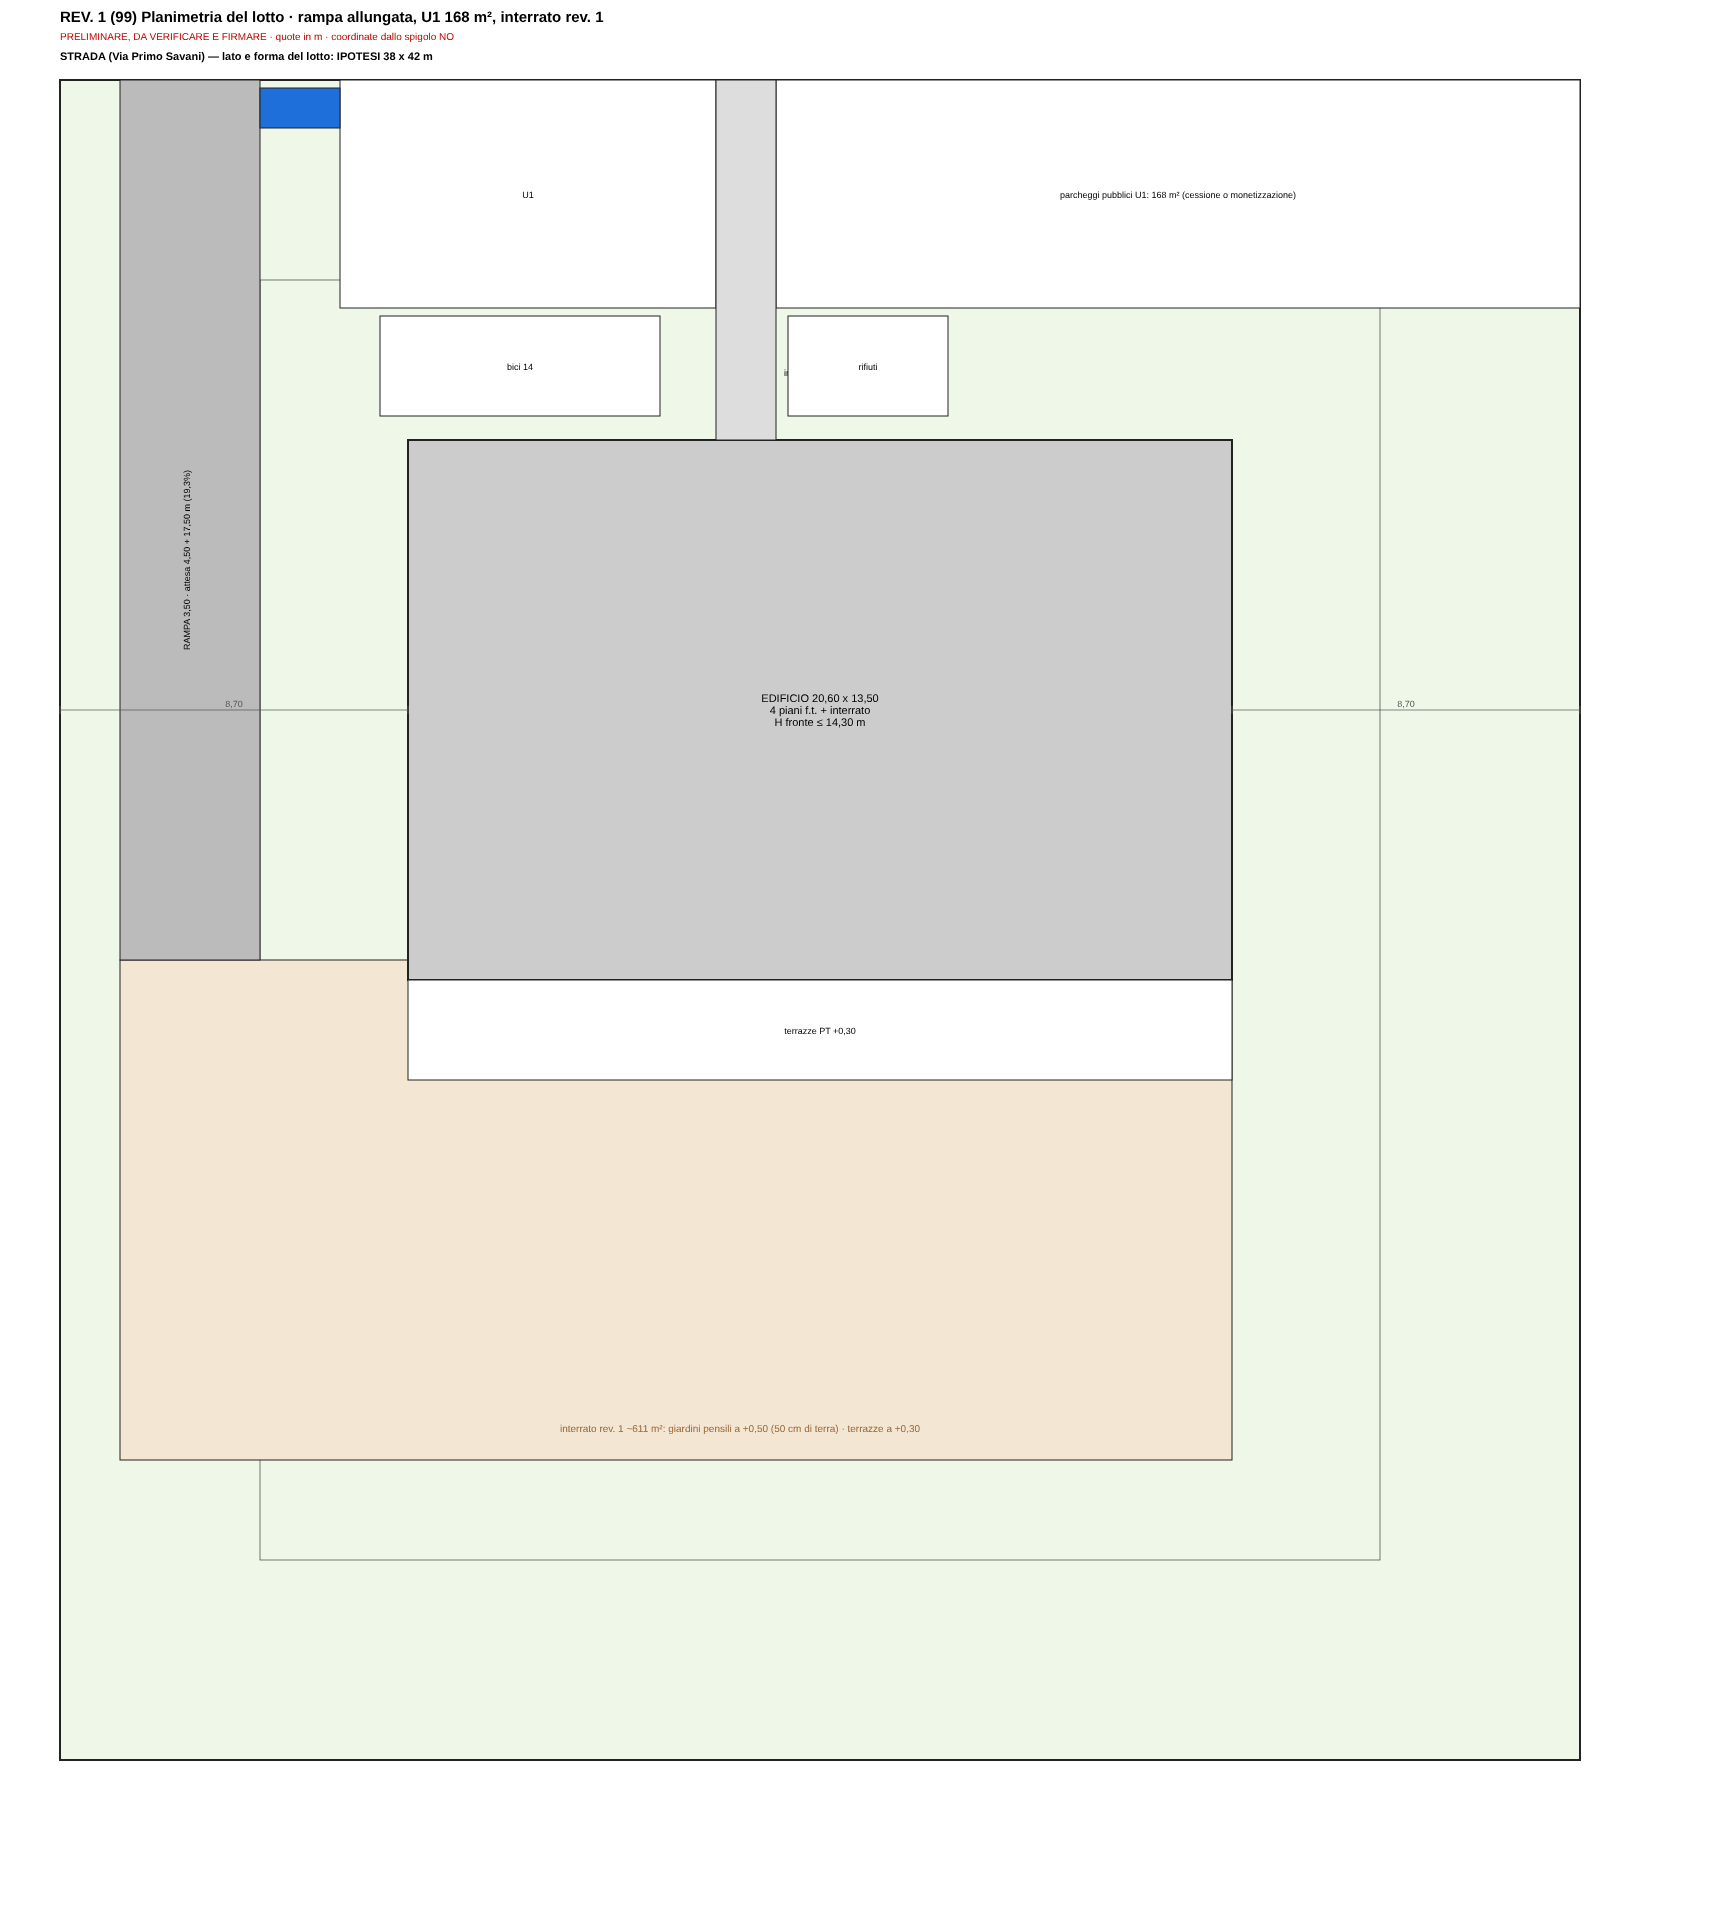 REV. 1 (99) Planimetria del lotto · rampa allungata, U1 168 m², interrato rev. 1
PRELIMINARE, DA VERIFICARE E FIRMARE · quote in m · coordinate dallo spigolo NO
STRADA (Via Primo Savani) — lato e forma del lotto: IPOTESI 38 x 42 m
U1
parcheggi pubblici U1: 168 m² (cessione o monetizzazione)
bici 14
rifiuti
RAMPA 3,50 · attesa 4,50 + 17,50 m (19,3%)
8,70
EDIFICIO 20,60 x 13,50
4 piani f.t. + interrato
H fronte ≤ 14,30 m
8,70
terrazze PT +0,30
interrato rev. 1 ~611 m²: giardini pensili a +0,50 (50 cm di terra) · terrazze a +0,30